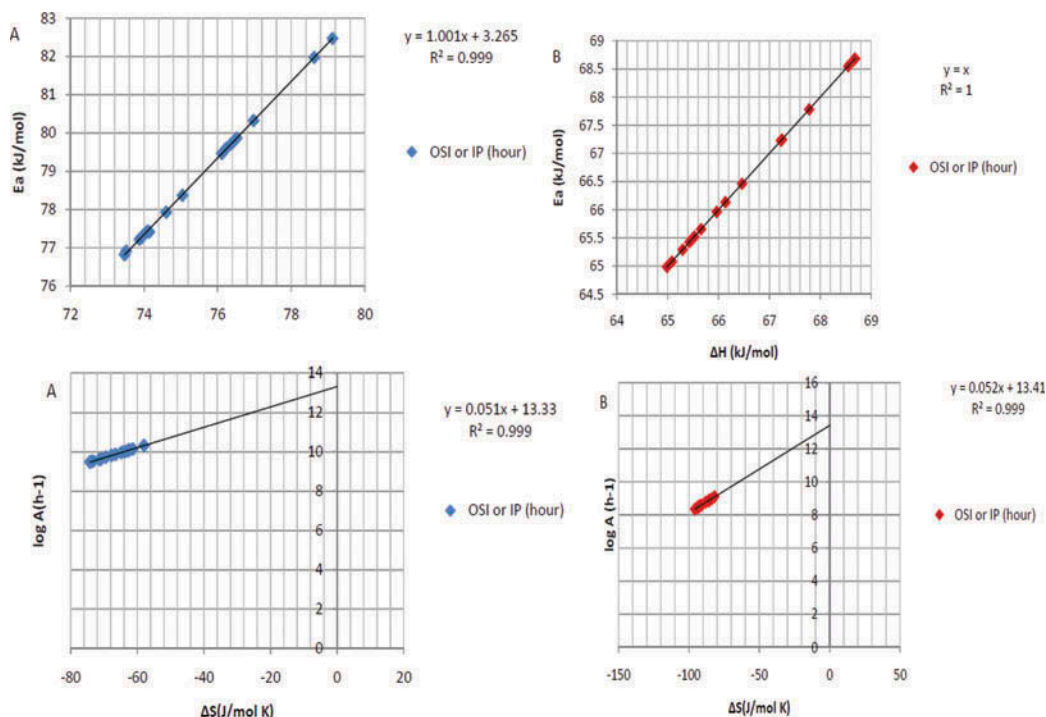 A
y = 1.001x + 3.265
R² = 0.999
Ea (kJ/mol)
83
82
81
80
79
78
77
76
72
74
76
78
80
OSI or IP (hour)
B
y = x
R² = 1
Ea (kJ/mol)
69
68.5
68
67.5
67
66.5
66
65.5
65
64.5
64
65
66
67
68
69
ΔH (kJ/mol)
OSI or IP (hour)
A
y = 0.051x + 13.33
R² = 0.999
log A(h-1)
14
12
10
8
6
4
2
0
-80
-60
-40
-20
0
20
ΔS(J/mol K)
OSI or IP (hour)
B
y = 0.052x + 13.41
R² = 0.999
log A (h-1)
16
14
12
10
8
6
4
2
0
-150
-100
-50
0
50
ΔS(J/mol K)
OSI or IP (hour)